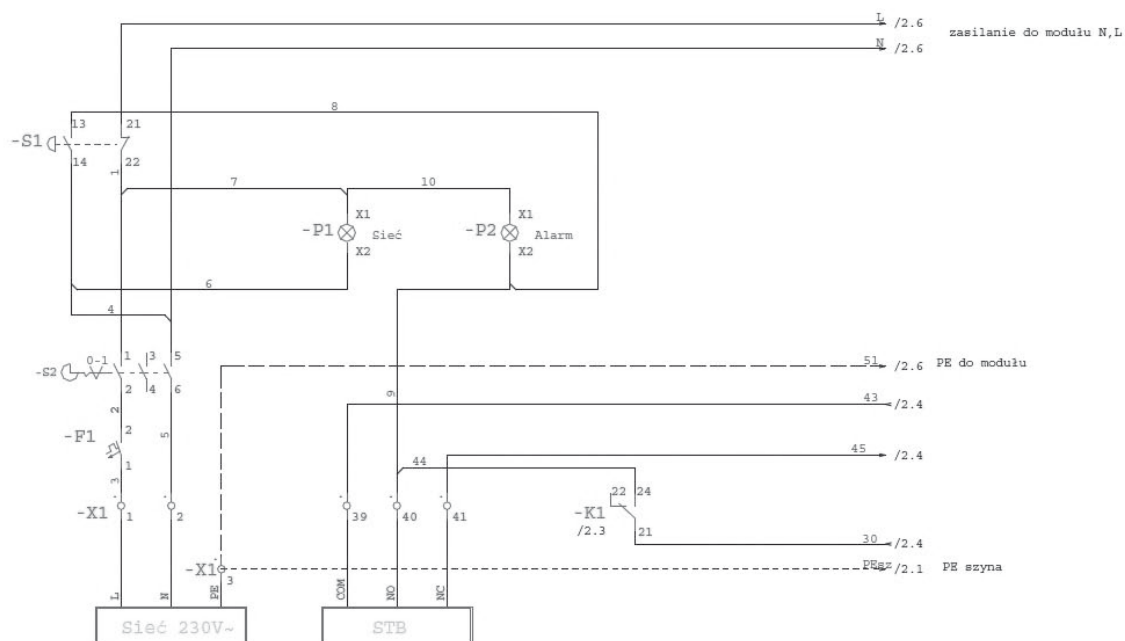 L /2.6
zasilanie do modułu N,L
N /2.6
8
13 21
-S1
14 22
1
7 10
X1 X1
-P1 Sieć -P2 Alarm
X2 X2
6
4
0-1 1 3 5
-S2
2 4 6
51 /2.6 PE do modułu
9
43 /2.4
2
2
-F1
5
1
45 /2.4
44
3
22 24
-X1 1 2 39 40 41
-K1
/2.3 21
30 /2.4
-X1 3
PEsz /2.1 PE szyna
L N PE COM NO NC
Sieć 230V~ STB